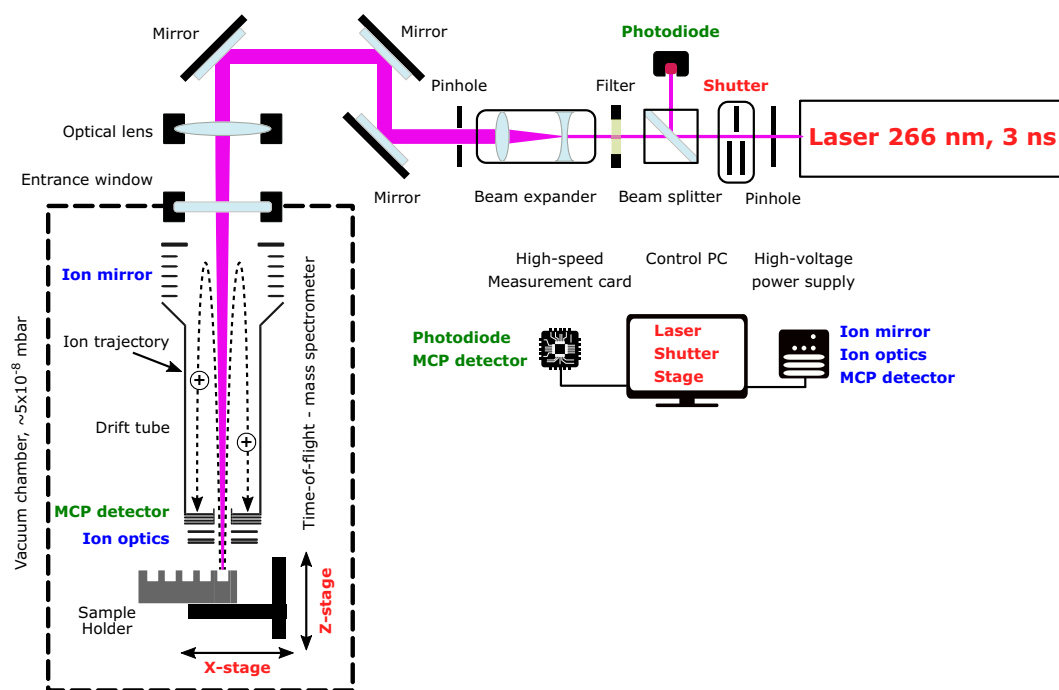 Mirror
Mirror
Photodiode
Pinhole
Filter
Shutter
Optical lens
Laser 266 nm, 3 ns
Entrance window
Mirror
Beam expander
Beam splitter
Pinhole
Ion mirror
High-speed
Measurement card
Control PC
High-voltage
power supply
Vacuum chamber, ~5x10⁻⁸ mbar
Ion trajectory
Time-of-flight - mass spectrometer
Photodiode
MCP detector
Laser
Shutter
Stage
Ion mirror
Ion optics
MCP detector
+
Drift tube
+
MCP detector
Ion optics
Sample
Holder
Z-stage
X-stage